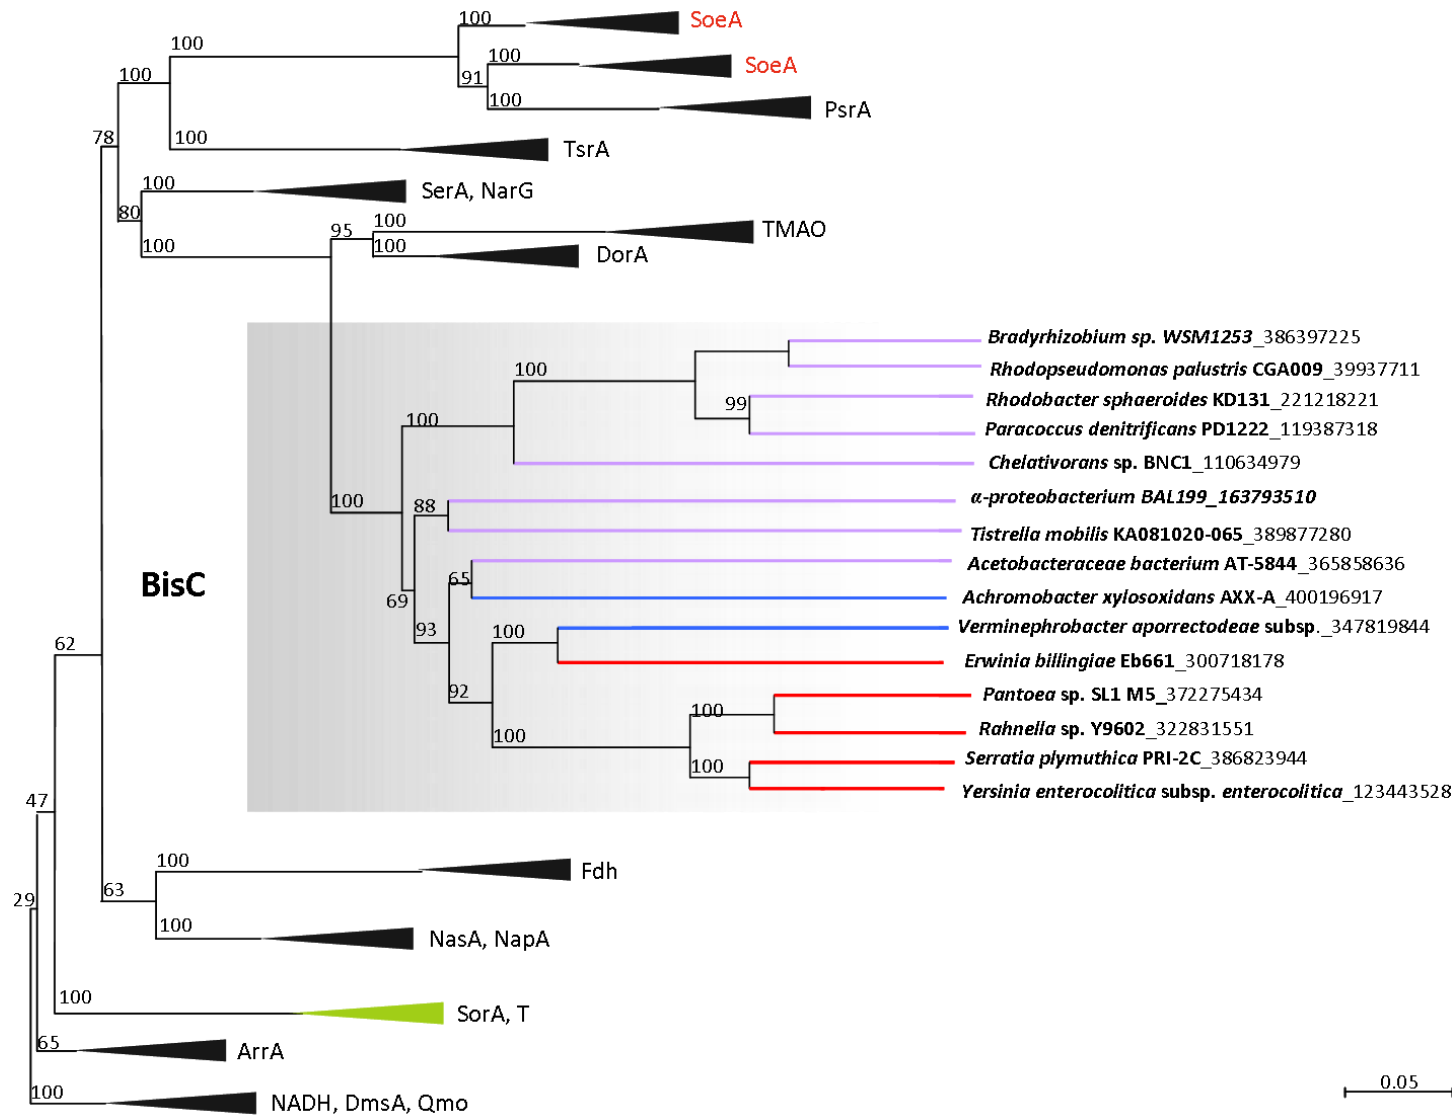 100 SoeA
100 SoeA
100
100
91
100 PsrA
78
100 TsrA
100 SerA, NarG
80
95 100 TMAO
100 100 DorA
Bradyrhizobium sp. WSM1253_386397225
100 Rhodopseudomonas palustris CGA009_39937711
99 Rhodobacter sphaeroides KD131_221218221
100 Paracoccus denitrificans PD1222_119387318
Chelativorans sp. BNC1_110634979
100 88 α-proteobacterium BAL199_163793510
Tistrella mobilis KA081020-065_389877280
BisC 65 Acetobacteraceae bacterium AT-5844_365858636
69 Achromobacter xylosoxidans AXX-A_400196917
62 93 100 Verminephrobacter aporrectodeae subsp._347819844
Erwinia billingiae Eb661_300718178
92 100 Pantoea sp. SL1 M5_372275434
100 Rahnella sp. Y9602_322831551
100 Serratia plymuthica PRI-2C_386823944
Yersinia enterocolitica subsp. enterocolitica_123443528
47
100 Fdh
63
29
100 NasA, NapA
100 SorA, T
65 ArrA
0.05
100 NADH, DmsA, Qmo